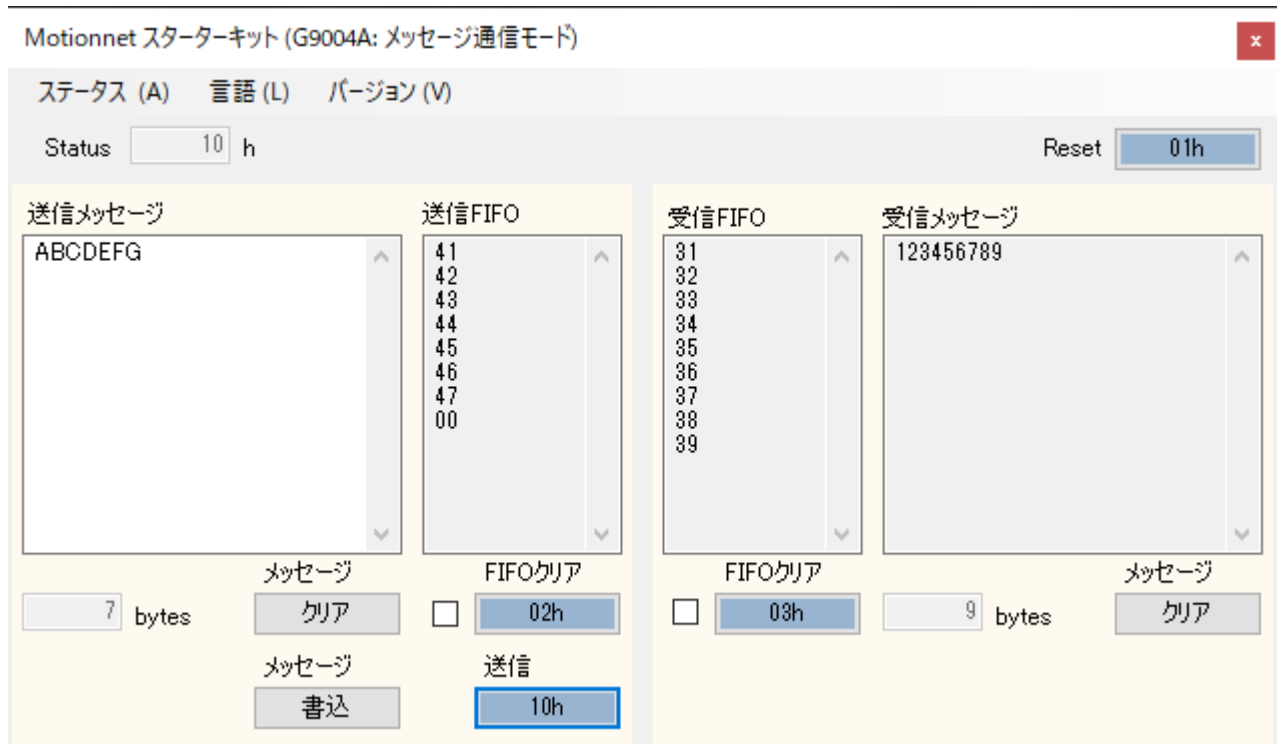 Motionnet スターターキット (G9004A: メッセージ通信モード)
x
ステータス (A) 言語 (L) バージョン (V)
Status 10 h Reset 01h
送信メッセージ 送信FIFO 受信FIFO 受信メッセージ
ABCDEFG 41 31 123456789
42 32
43 33
44 34
45 35
46 36
47 37
00 38
39
メッセージ FIFOクリア FIFOクリア メッセージ
7 bytes クリア 02h 03h 9 bytes クリア
メッセージ 送信
書込 10h